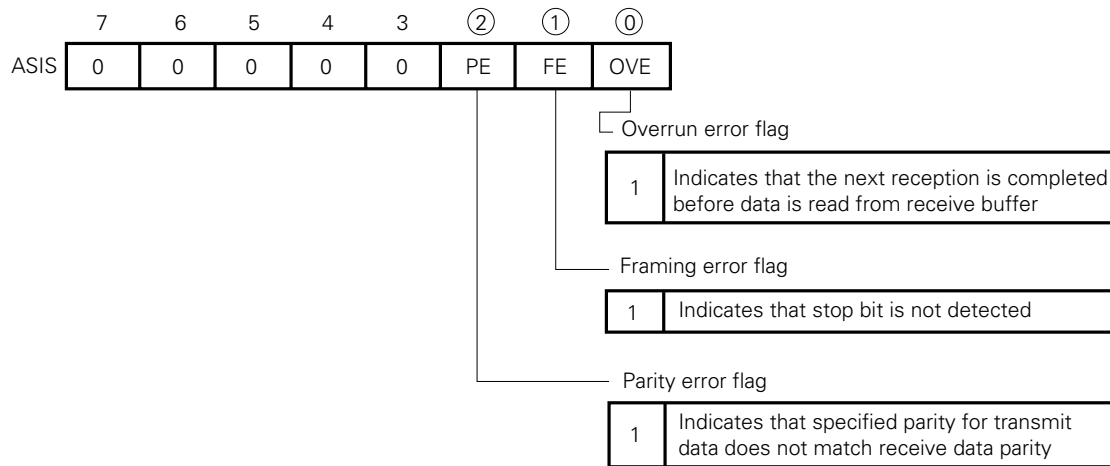 7 6 5 4 3 2 1 0
ASIS 0 0 0 0 0 PE FE OVE
Overrun error flag
1 Indicates that the next reception is completed
before data is read from receive buffer
Framing error flag
1 Indicates that stop bit is not detected
Parity error flag
1 Indicates that specified parity for transmit
data does not match receive data parity